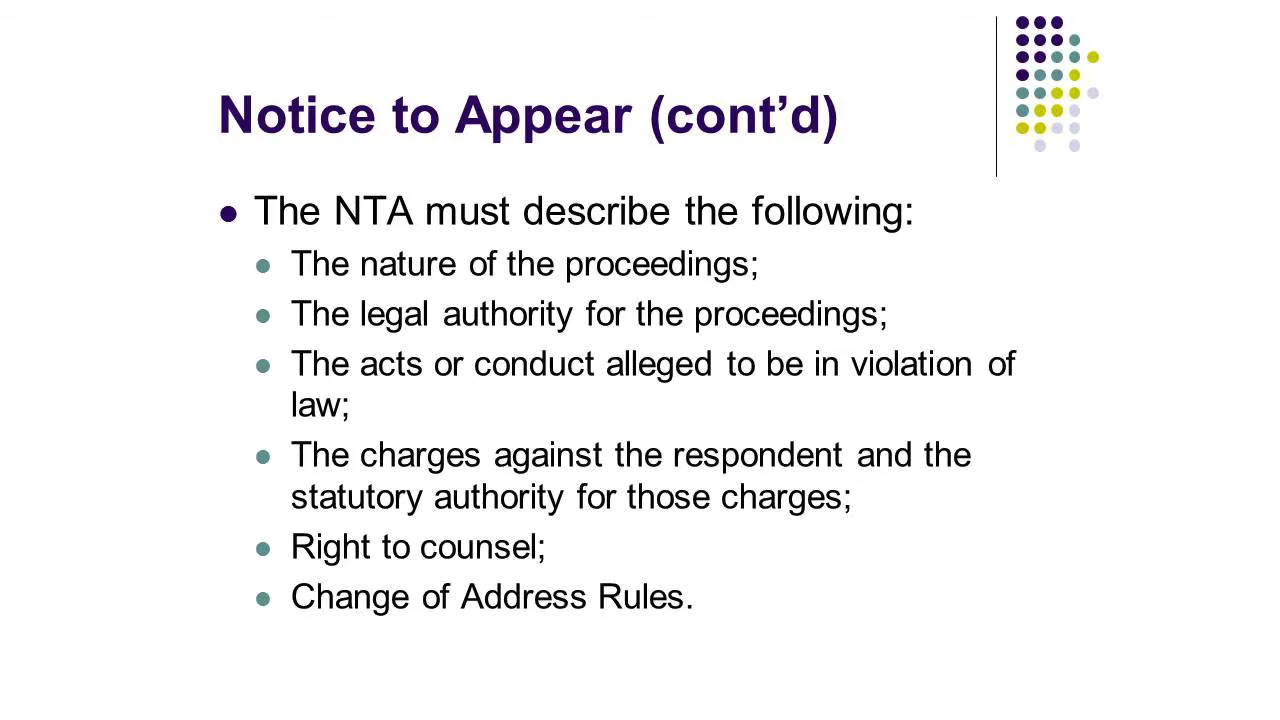 Notice to Appear (cont’d)
The NTA must describe the following:
The nature of the proceedings;
The legal authority for the proceedings;
The acts or conduct alleged to be in violation of
law;
The charges against the respondent and the
statutory authority for those charges;
Right to counsel;
Change of Address Rules.